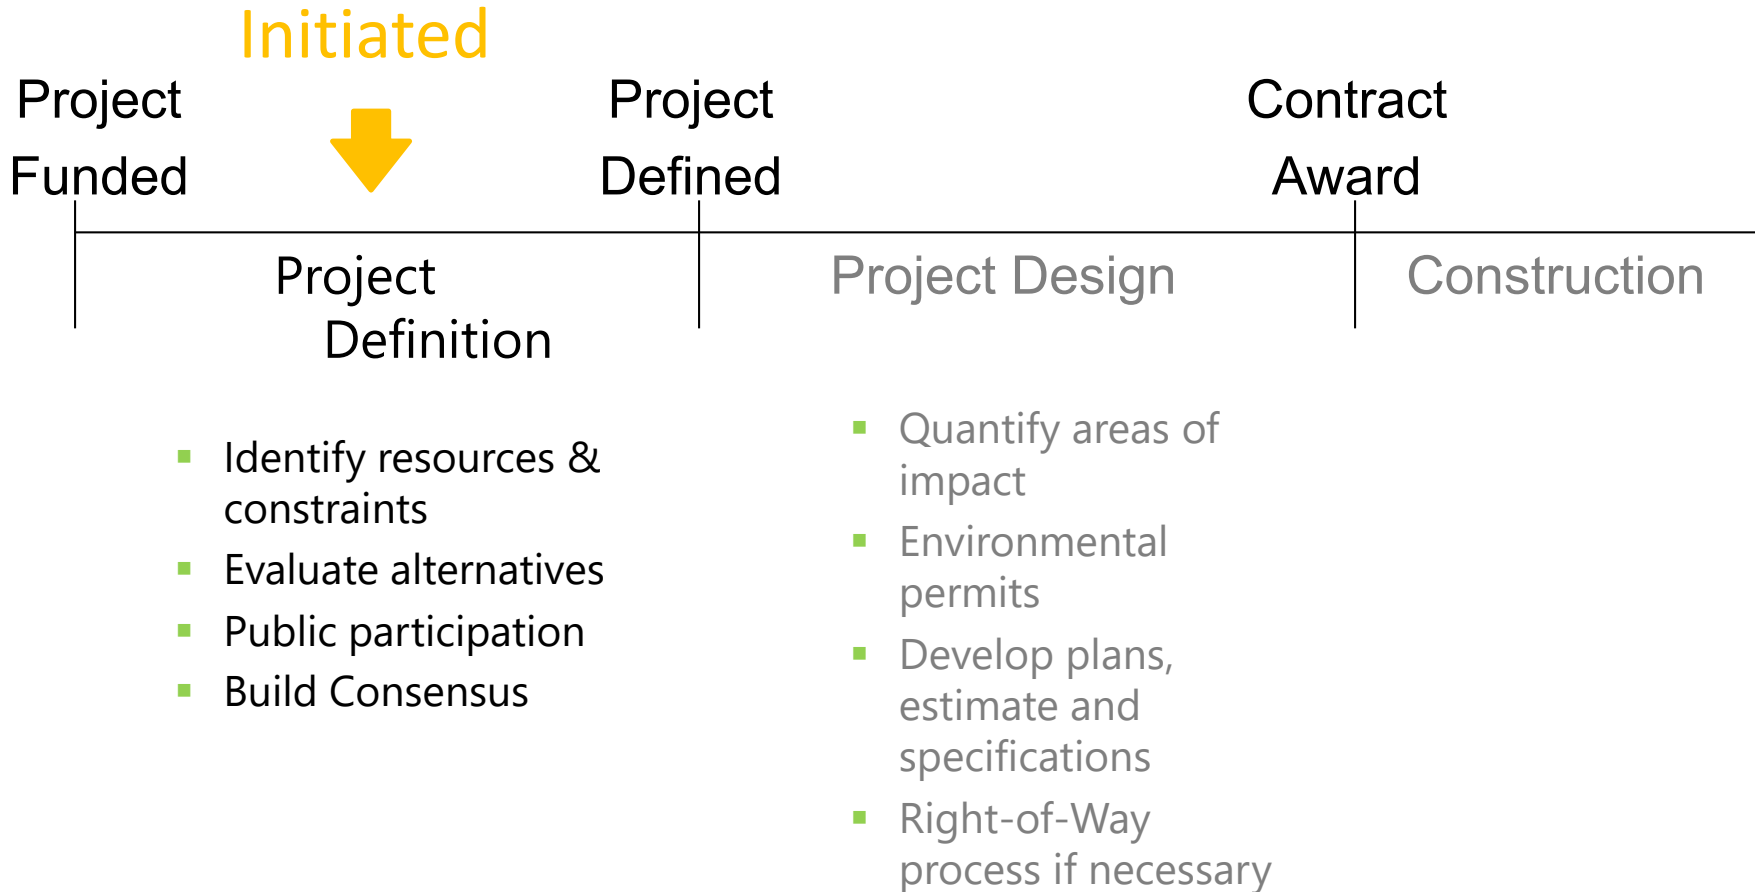 Initiated
Project
Funded
Project
Defined
Contract
Award
Project
Definition
Project Design
Construction
▪ Identify resources &
constraints
▪ Evaluate alternatives
▪ Public participation
▪ Build Consensus
▪ Quantify areas of
impact
▪ Environmental
permits
▪ Develop plans,
estimate and
specifications
▪ Right-of-Way
process if necessary